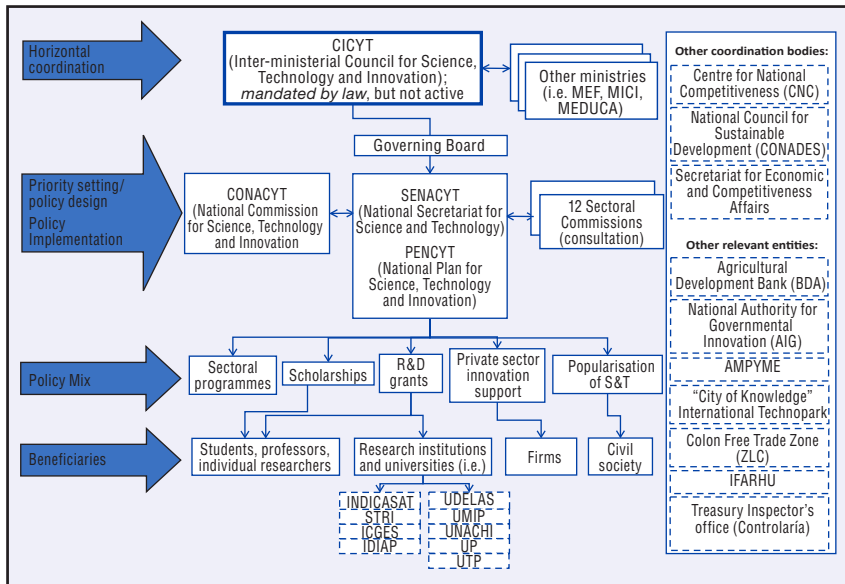 Horizontal
coordination
CICYT
(Inter-ministerial Council for Science,
Technology and Innovation);
mandated by law, but not active
Other ministries
(i.e. MEF, MICI,
MEDUCA)
Governing Board
Priority setting/
policy design
Policy
Implementation
CONACYT
(National Commission
for Science, Technology
and Innovation
SENACYT
(National Secretariat for
Science and Technology)
PENCYT
(National Plan for
Science, Technology
and Innovation)
12 Sectoral
Commissions
(consultation)
Policy Mix
Sectoral
programmes
Scholarships
R&D
grants
Private sector
innovation
support
Popularisation
of S&T
Beneficiaries
Students, professors,
individual researchers
Research institutions
and universities (i.e.)
Firms
Civil
society
INDICASAT
STRI
ICGES
IDIAP
UDELAS
UMIP
UNACHI
UP
UTP
Other coordination bodies:
Centre for National
Competitiveness (CNC)
National Council for
Sustainable
Development (CONADES)
Secretariat for Economic
and Competitiveness
Affairs
Other relevant entities:
Agricultural
Development Bank (BDA)
National Authority for
Governmental
Innovation (AIG)
AMPYME
“City of Knowledge”
International Technopark
Colon Free Trade Zone
(ZLC)
IFARHU
Treasury Inspector’s
office (Controlaría)